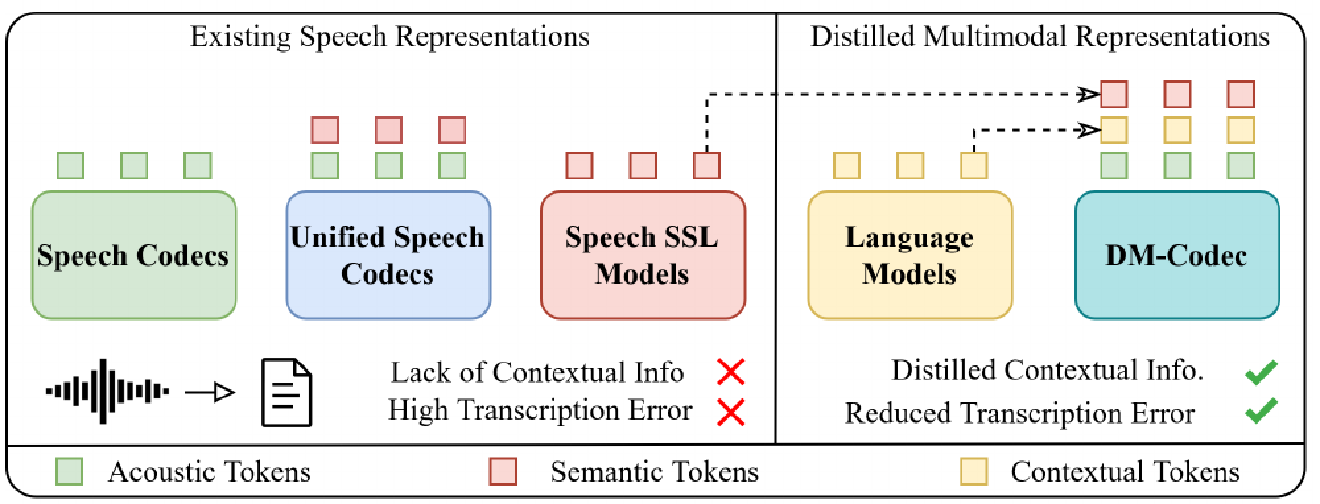 Existing Speech Representations
Distilled Multimodal Representations
Speech Codecs
Unified Speech
Codecs
Speech SSL
Models
Language
Models
DM-Codec
Lack of Contextual Info
High Transcription Error
Distilled Contextual Info.
Reduced Transcription Error
Acoustic Tokens
Semantic Tokens
Contextual Tokens